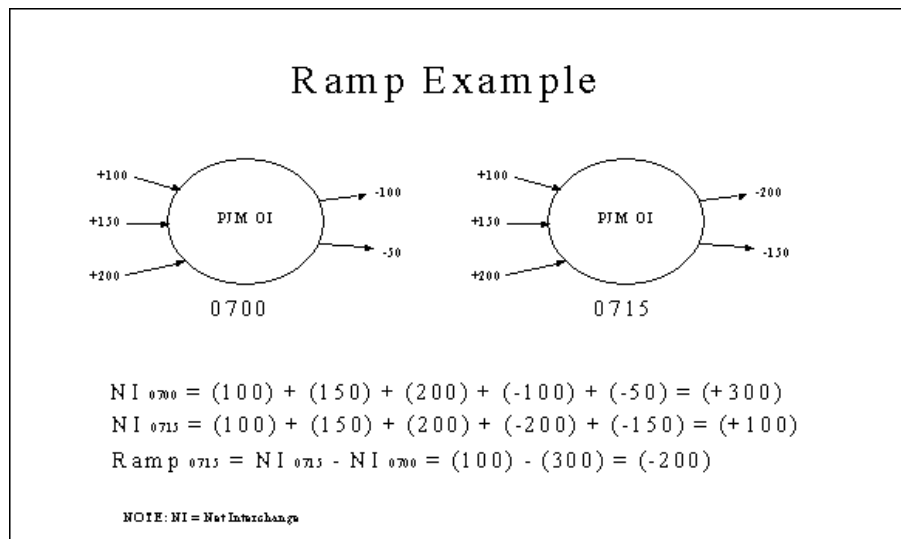 Ramp Example
+100
+150
+200
PJM OI
-100
-50
0700
+100
+150
+200
PJM OI
-200
-150
0715
NI 0700 = (100) + (150) + (200) + (-100) + (-50) = (+300)
NI 0715 = (100) + (150) + (200) + (-200) + (-150) = (+100)
Ramp 0715 = NI 0715 - NI 0700 = (100) - (300) = (-200)
NOTE: NI = Net Interchange